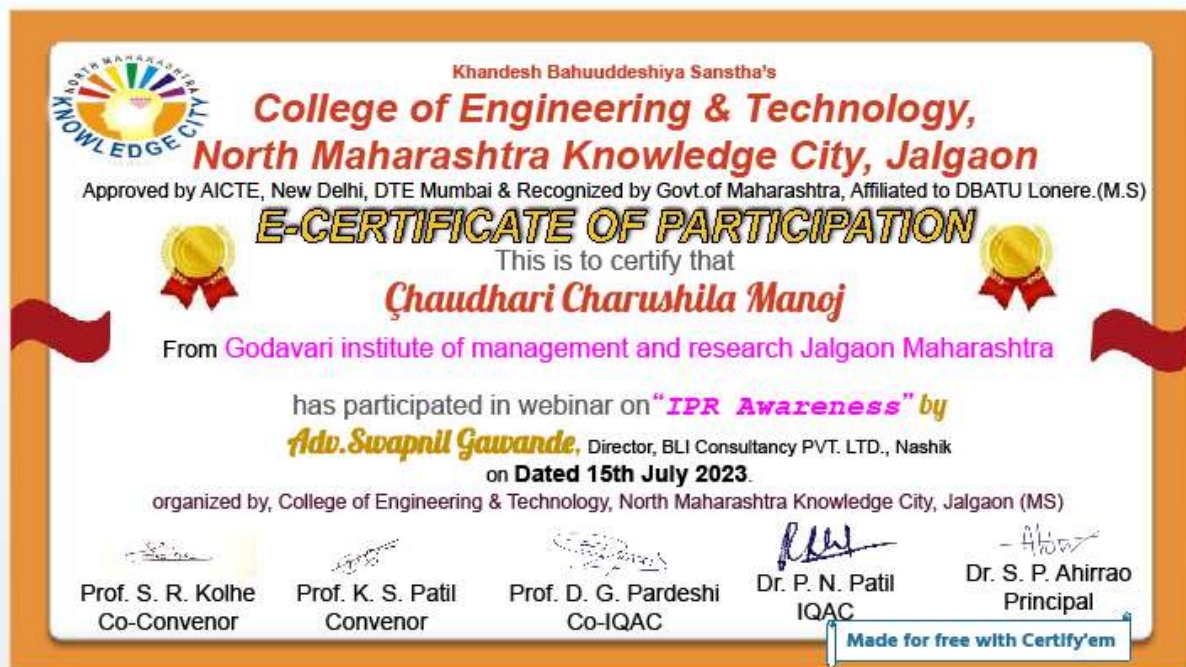 NORTH MAHARASHTRA
KNOWLEDGE CITY
Khandesh Bahuuddeshiya Sanstha's
College of Engineering & Technology,
North Maharashtra Knowledge City, Jalgaon
Approved by AICTE, New Delhi, DTE Mumbai & Recognized by Govt.of Maharashtra, Affiliated to DBATU Lonere.(M.S)
E-CERTIFICATE OF PARTICIPATION
This is to certify that
Chaudhari Charushila Manoj
From Godavari institute of management and research Jalgaon Maharashtra
has participated in webinar on “IPR Awareness” by
Adv.Swapnil Gawande, Director, BLI Consultancy PVT. LTD., Nashik
on Dated 15th July 2023.
organized by, College of Engineering & Technology, North Maharashtra Knowledge City, Jalgaon (MS)
Prof. S. R. Kolhe
Co-Convenor
Prof. K. S. Patil
Convenor
Prof. D. G. Pardeshi
Co-IQAC
Dr. P. N. Patil
IQAC
Dr. S. P. Ahirrao
Principal
Made for free with Certify'em